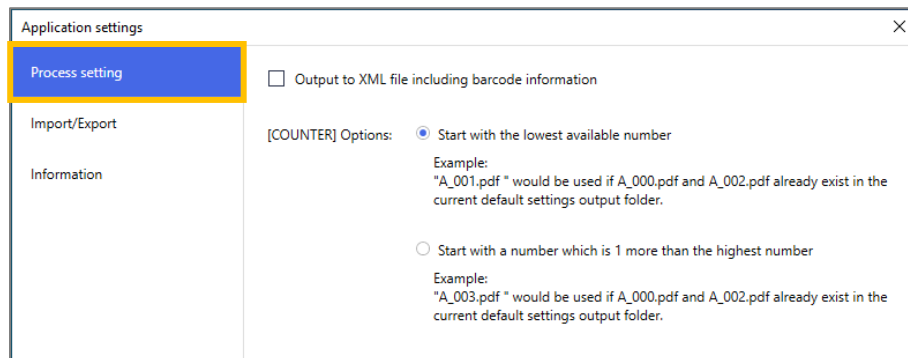 Application settings
Process setting
Output to XML file including barcode information
Import/Export
[COUNTER] Options:
Start with the lowest available number
Example:
"A_001.pdf " would be used if A_000.pdf and A_002.pdf already exist in the
current default settings output folder.
Information
Start with a number which is 1 more than the highest number
Example:
"A_003.pdf " would be used if A_000.pdf and A_002.pdf already exist in the
current default settings output folder.